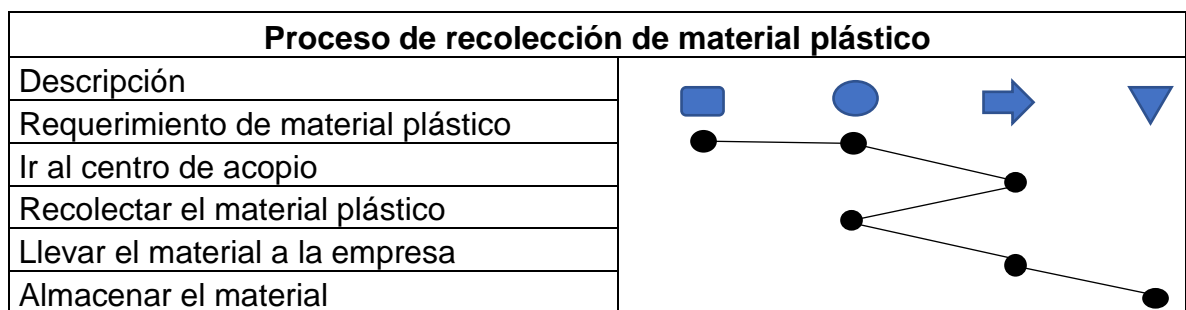 Proceso de recolección de material plástico
Descripción
Requerimiento de material plástico
Ir al centro de acopio
Recolectar el material plástico
Llevar el material a la empresa
Almacenar el material